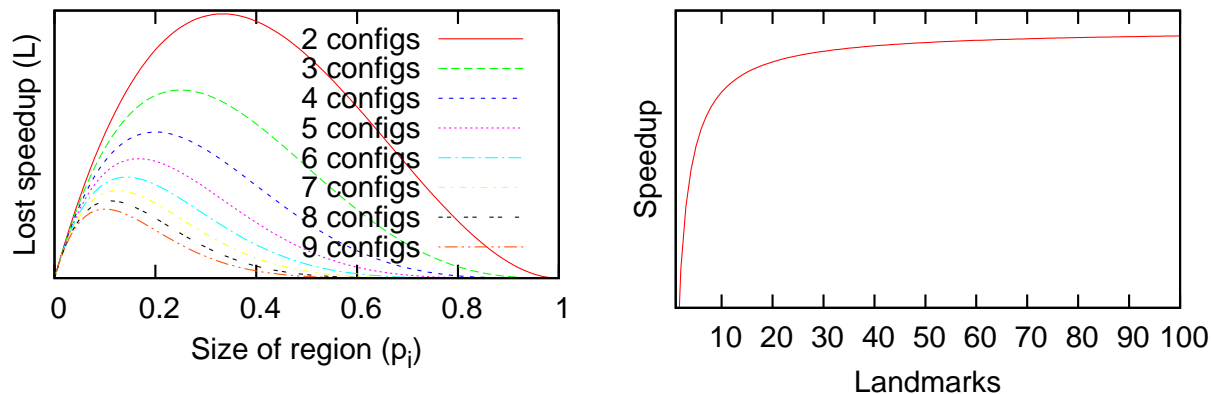 Lost speedup (L)
2 configs
3 configs
4 configs
5 configs
6 configs
7 configs
8 configs
9 configs
0 0.2 0.4 0.6 0.8 1
Size of region (pi)
Speedup
10 20 30 40 50 60 70 80 90 100
Landmarks